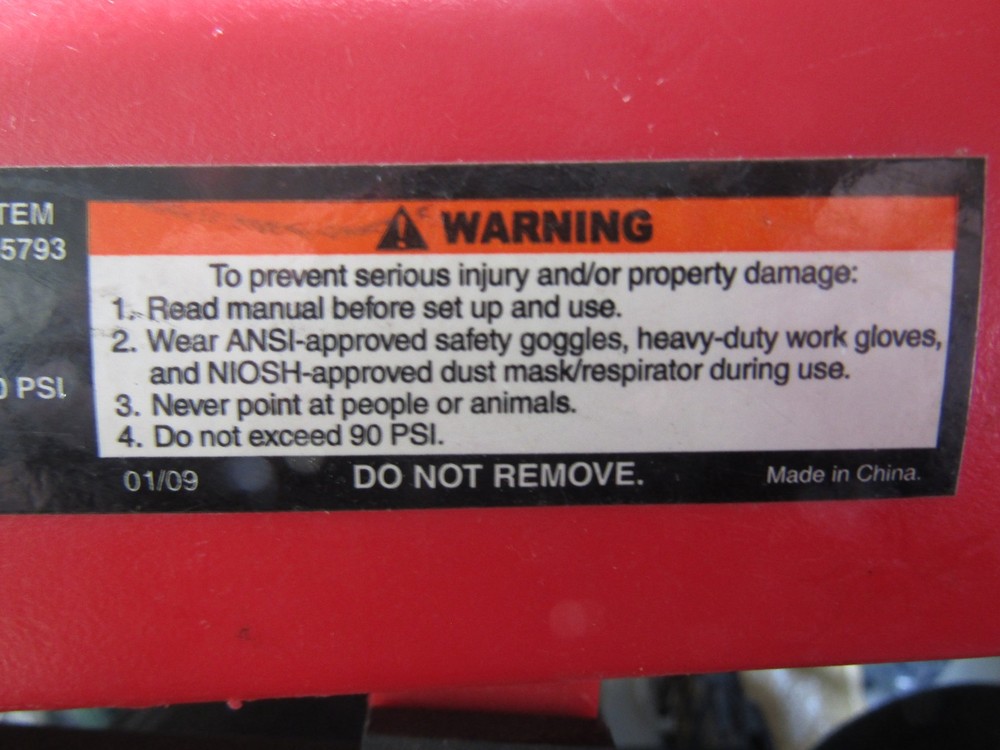 TEM
5793
0 PSI.
WARNING
To prevent serious injury and/or property damage:
1. Read manual before set up and use.
2. Wear ANSI-approved safety goggles, heavy-duty work gloves,
and NIOSH-approved dust mask/respirator during use.
3. Never point at people or animals.
4. Do not exceed 90 PSI.
01/09 DO NOT REMOVE. Made in China.